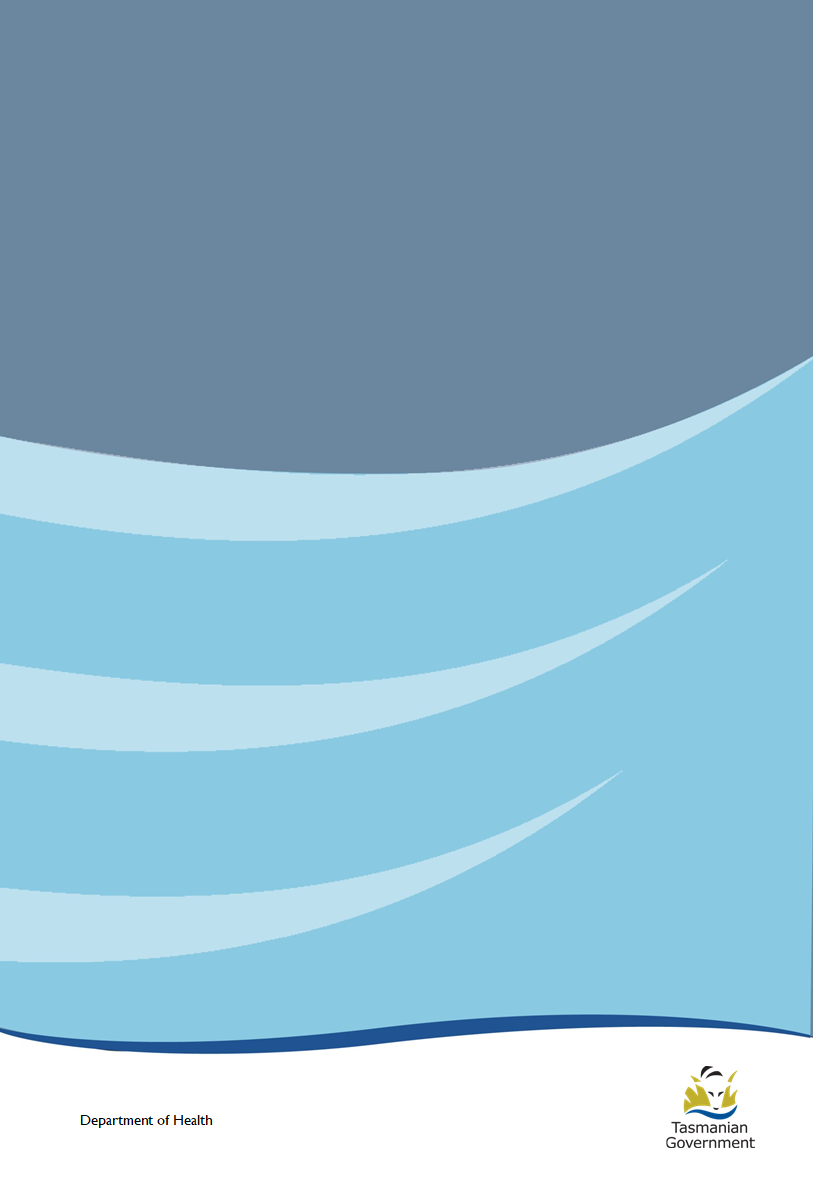 Department of Health
Tasmanian
Government